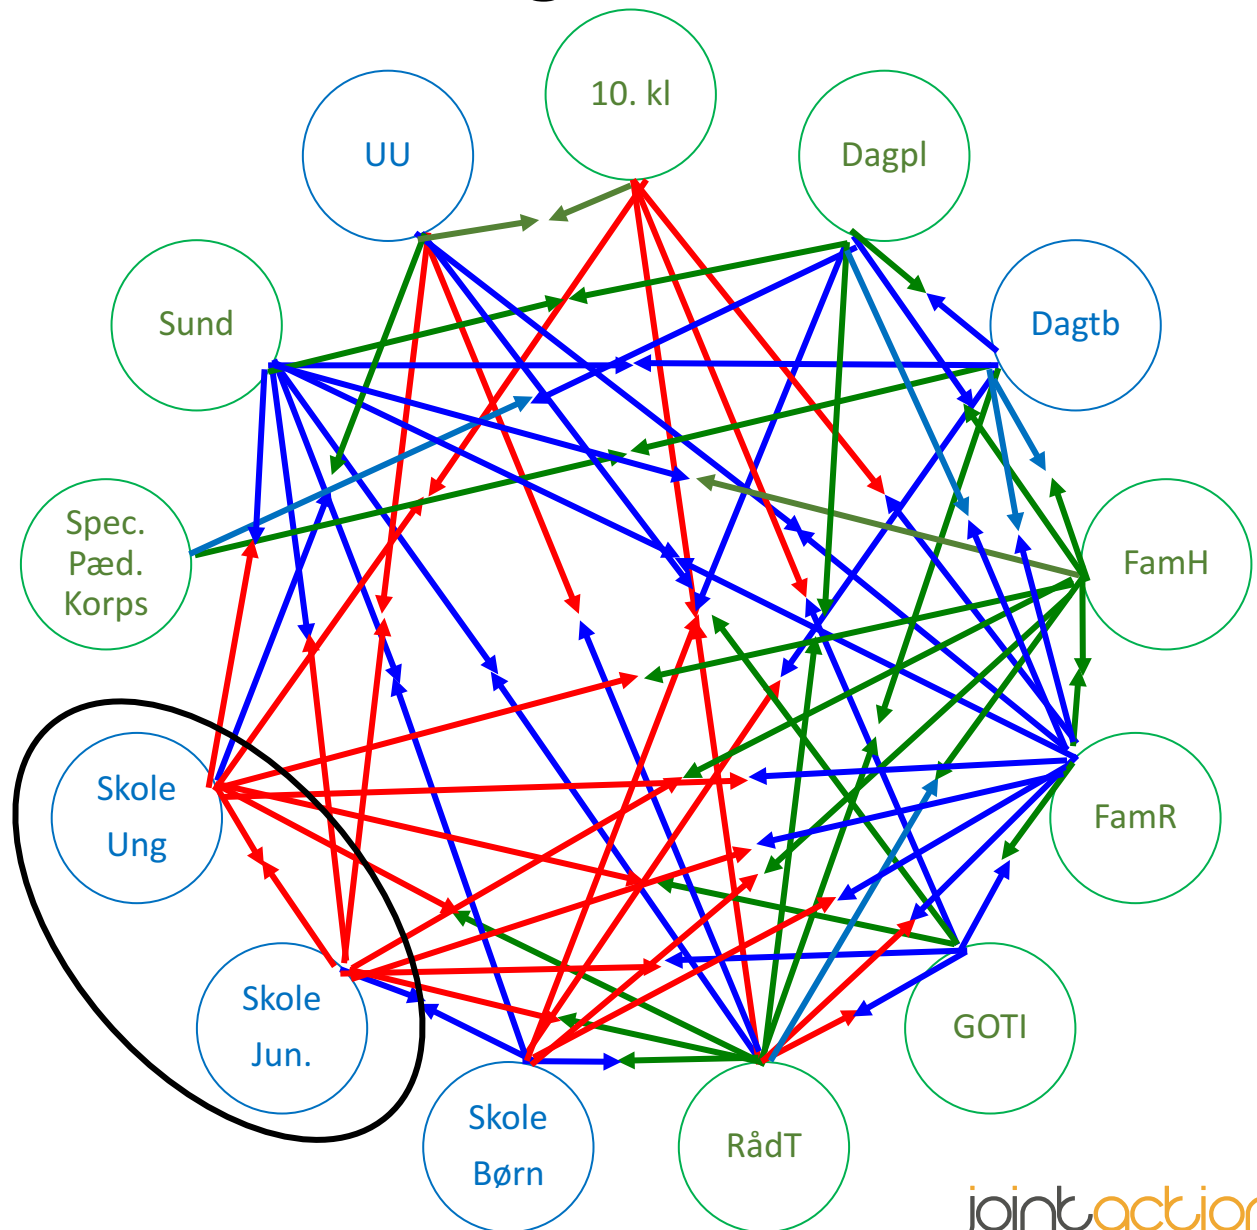 10. kl
UU
Dagpl
Sund
Dagtb
Spec.
Pæd.
Korps
FamH
Skole
Ung
FamR
Skole
Jun.
GOTI
Skole
Børn
RådT
jointaction